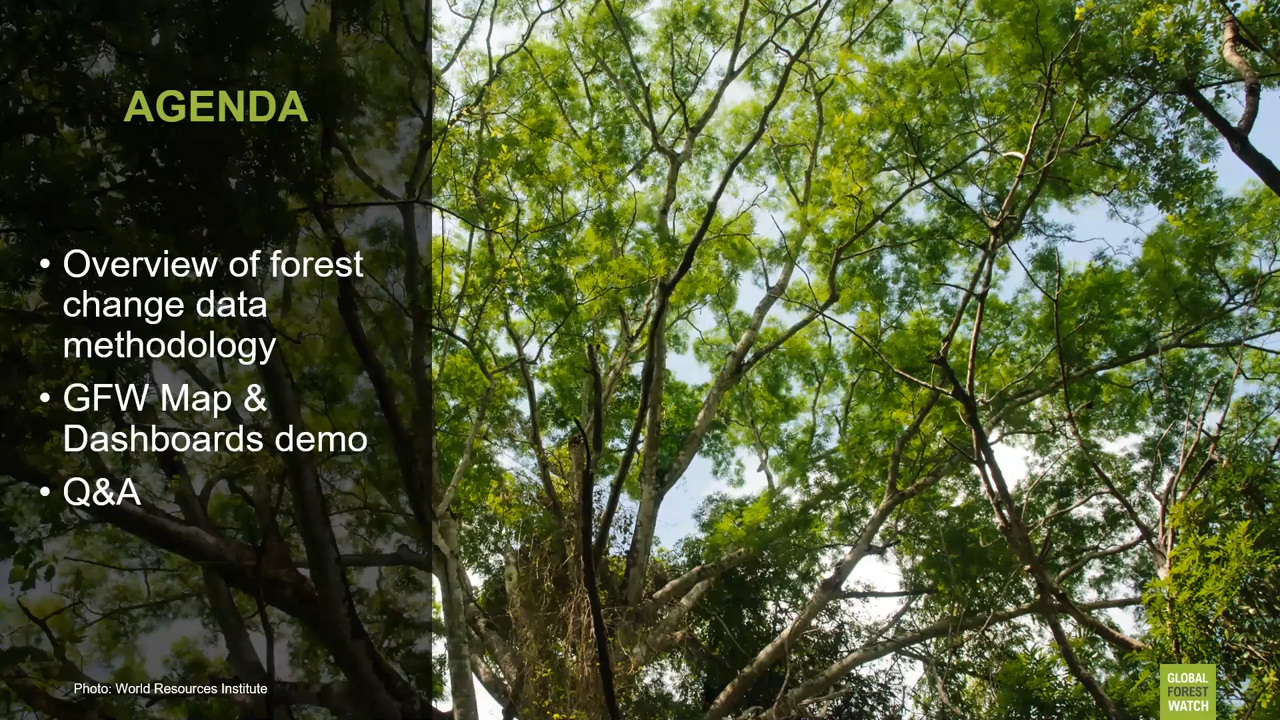 AGENDA
• Overview of forest
change data
methodology
• GFW Map &
Dashboards demo
• Q&A
Photo: World Resources Institute
GLOBAL
FOREST
WATCH